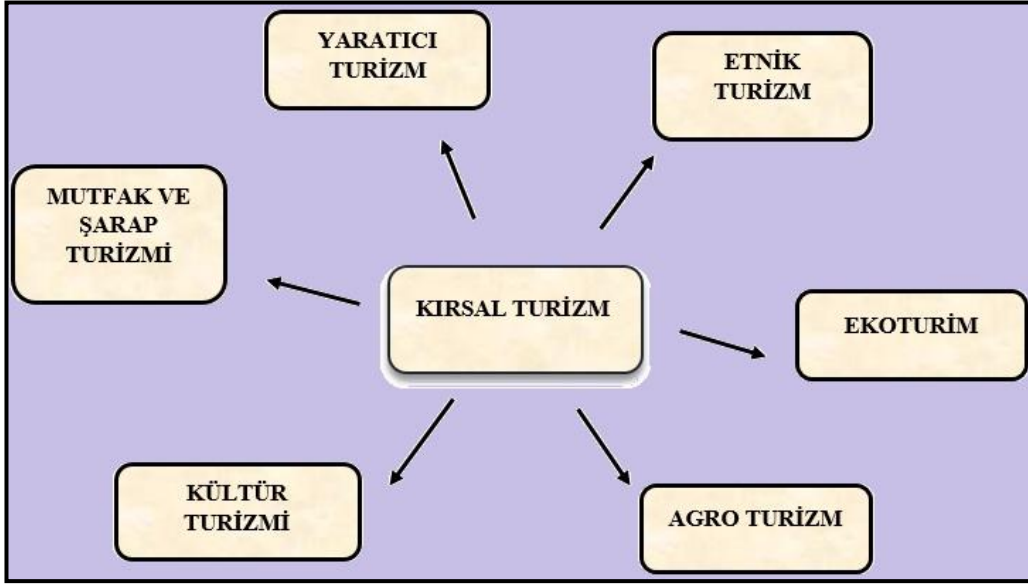 YARATICI
TURİZM
ETNİK
TURİZM
MUTFAK VE
ŞARAP
TURİZMİ
KIRSAL TURİZM
EKOTURİM
KÜLTÜR
TURİZMİ
AGRO TURİZM